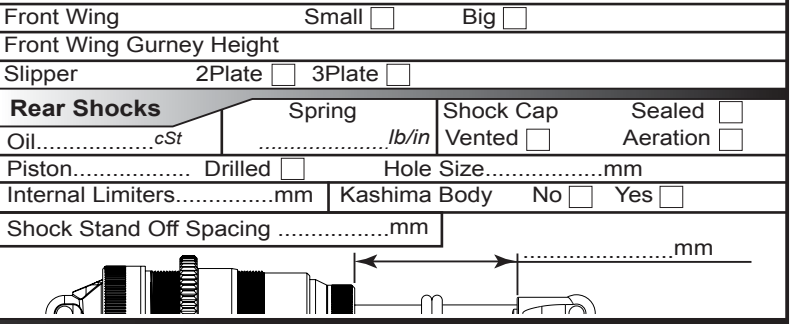 Front Wing Small Big
Front Wing Gurney Height
Slipper 2Plate 3Plate
Rear Shocks Spring Shock Cap Sealed
Oil..................cSt .....................lb/in Vented Aeration
Piston.................. Drilled Hole Size..................mm
Internal Limiters...............mm Kashima Body No Yes
Shock Stand Off Spacing .................mm
.......................mm